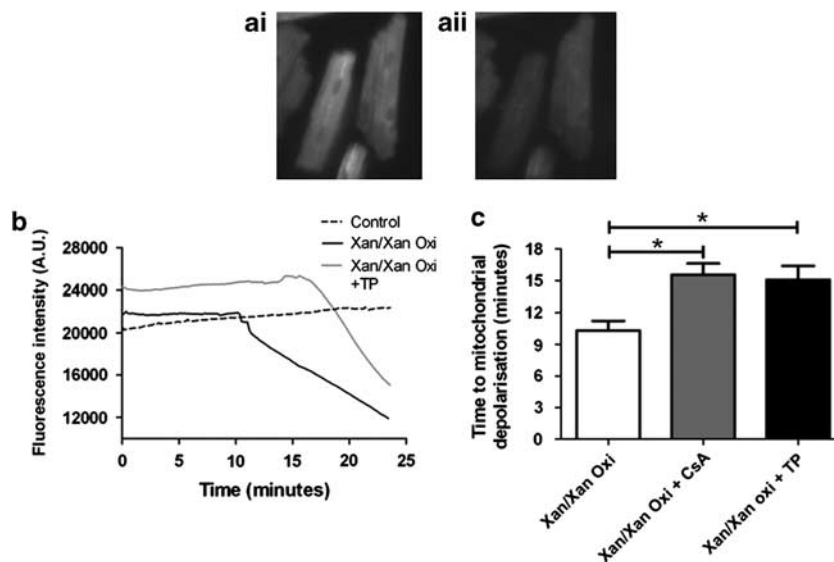 ai
aii
b
Control
Xan/Xan Oxi
Xan/Xan Oxi
+TP
28000
24000
20000
16000
12000
Fluorescence intensity (A.U.)
0
5
10
15
20
25
Time (minutes)
c
*
*
18
15
12
9
6
3
0
Time to mitochondrial
depolarisation (minutes)
Xan/Xan Oxi
Xan/Xan Oxi + CsA
Xan/Xan oxi + TP